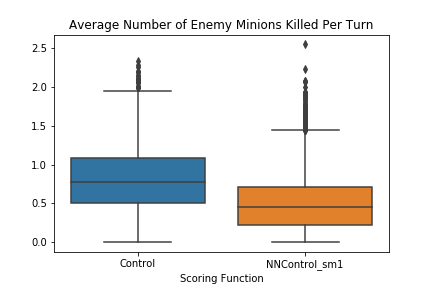 Average Number of Enemy Minions Killed Per Turn
2.5
2.0
1.5
1.0
0.5
0.0
Control NNControl_sm1
Scoring Function